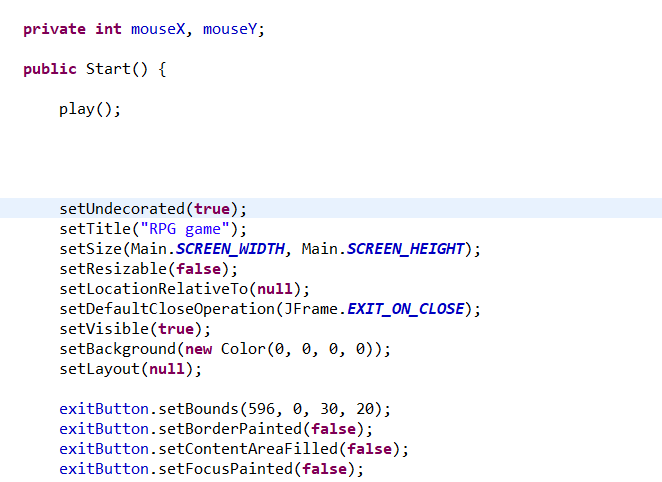 private int mouseX, mouseY;
public Start() {
play();
setUndecorated(true);
setTitle("RPG game");
setSize(Main.SCREEN_WIDTH, Main.SCREEN_HEIGHT);
setResizable(false);
setLocationRelativeTo(null);
setDefaultCloseOperation(JFrame.EXIT_ON_CLOSE);
setVisible(true);
setBackground(new Color(0, 0, 0, 0));
setLayout(null);
exitButton.setBounds(596, 0, 30, 20);
exitButton.setBorderPainted(false);
exitButton.setContentAreaFilled(false);
exitButton.setFocusPainted(false);